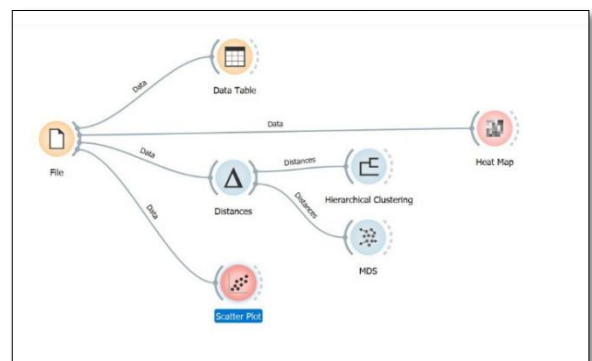 Data
Data Table
Data
Heat Map
File
Data
Distances
Distances
Hierarchical Clustering
Distances
MDS
Data
Scatter Plot